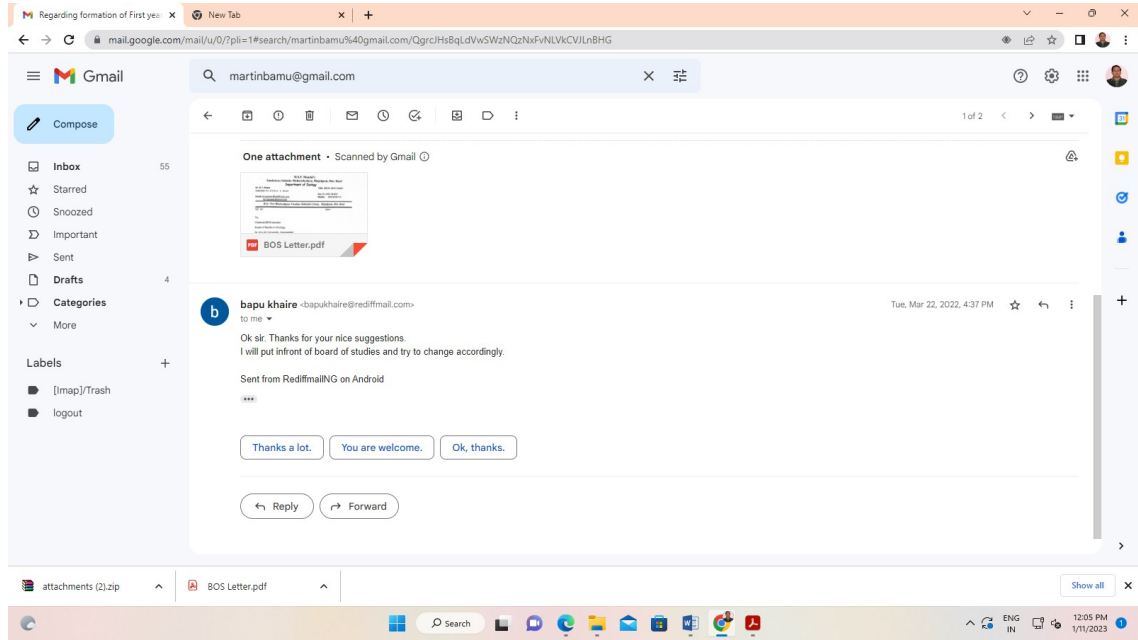 Regarding formation of First yea
New Tab
mail.google.com/mail/u/0/?pli=1#search/martinbamu%40gmail.com/QgrcJHsBqLdVwSWzNQzNxFvNLVkCVJLnBHG
Gmail
martinbamu@gmail.com
Compose
1 of 2
Inbox 55
Starred
Snoozed
Important
Sent
Drafts 4
Categories
More
Labels
[Imap]/Trash
logout
One attachment • Scanned by Gmail
Department of Zoology
PDF BOS Letter.pdf
b
bapu khaire <bapukhaire@rediffmail.com> Tue, Mar 22, 2022, 4:37 PM
to me
Ok sir. Thanks for your nice suggestions.
I will put infront of board of studies and try to change accordingly.
Sent from RediffmailNG on Android
Thanks a lot. You are welcome. Ok, thanks.
Reply Forward
attachments (2).zip BOS Letter.pdf Show all
Search
ENG
IN
12:05 PM
1/11/2023
1